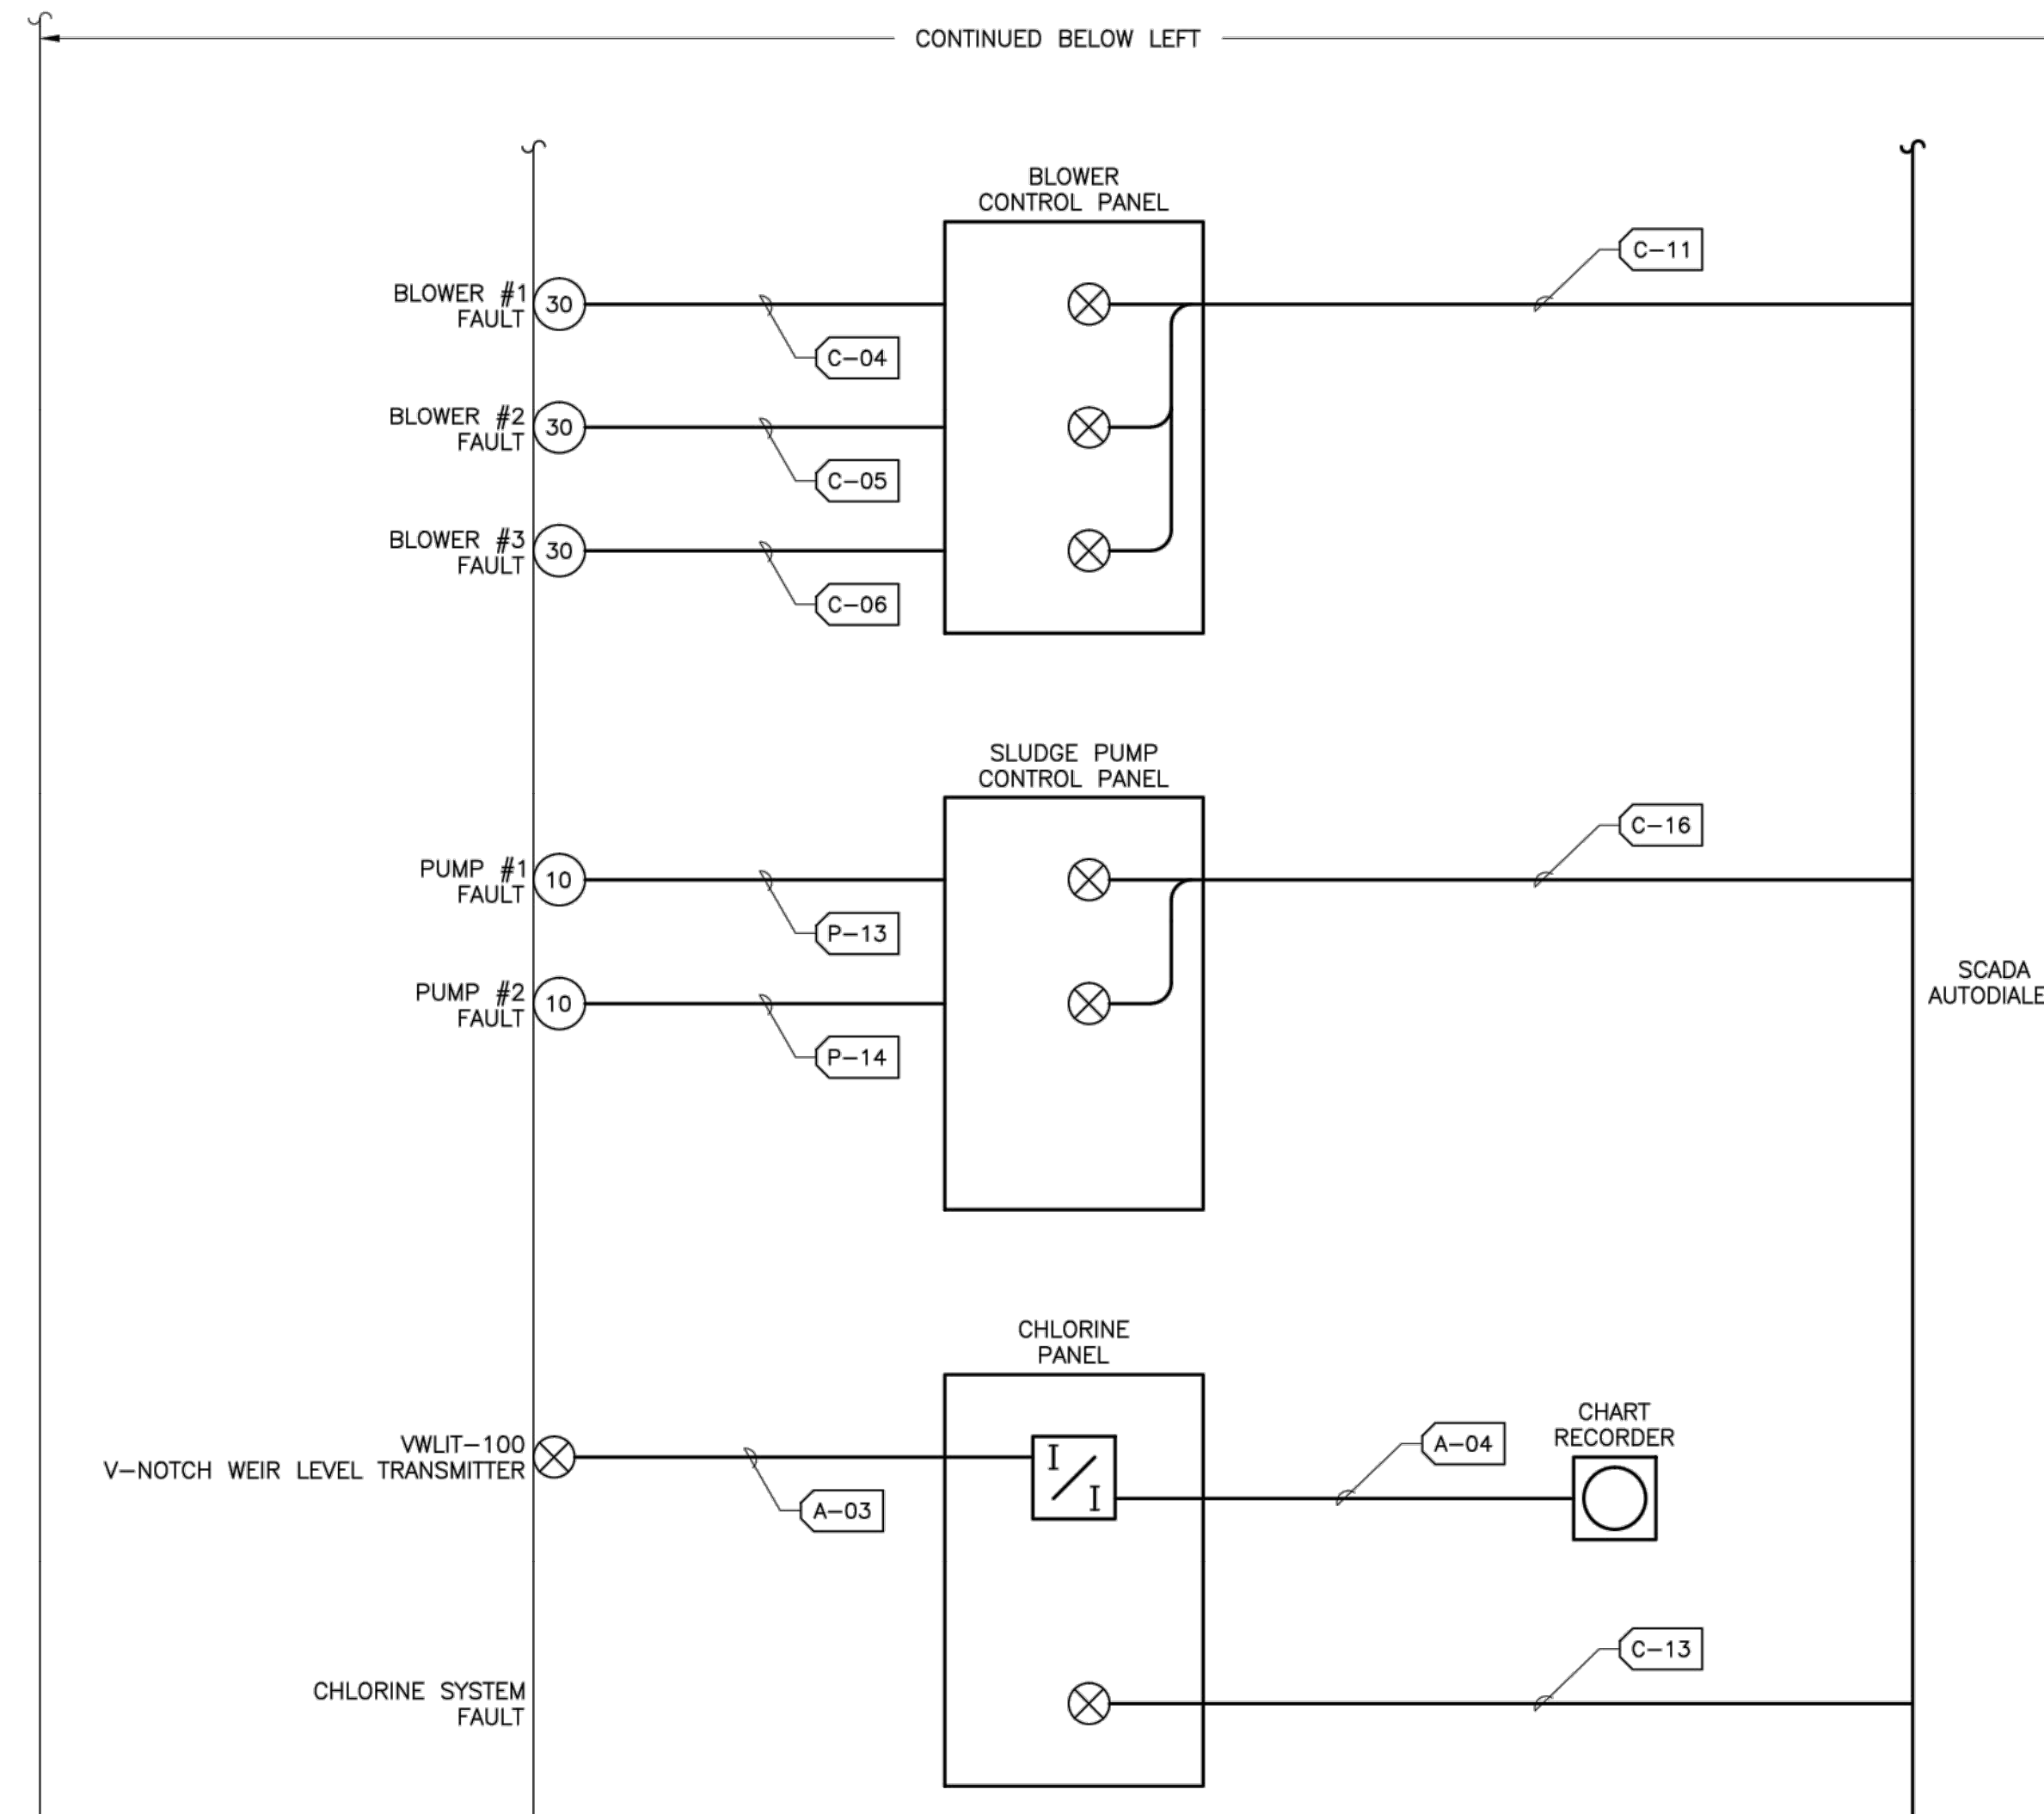 CONTINUED BELOW LEFT
BLOWER
CONTROL PANEL
C-11
BLOWER #1
FAULT
30
C-04
BLOWER #2
FAULT
30
C-05
BLOWER #3
FAULT
30
C-06
SLUDGE PUMP
CONTROL PANEL
C-16
PUMP #1
FAULT
10
P-13
PUMP #2
FAULT
10
P-14
SCADA
AUTODIALE
CHLORINE
PANEL
CHART
RECORDER
A-04
VWLIT-100
V-NOTCH WEIR LEVEL TRANSMITTER
I
I
A-03
C-13
CHLORINE SYSTEM
FAULT